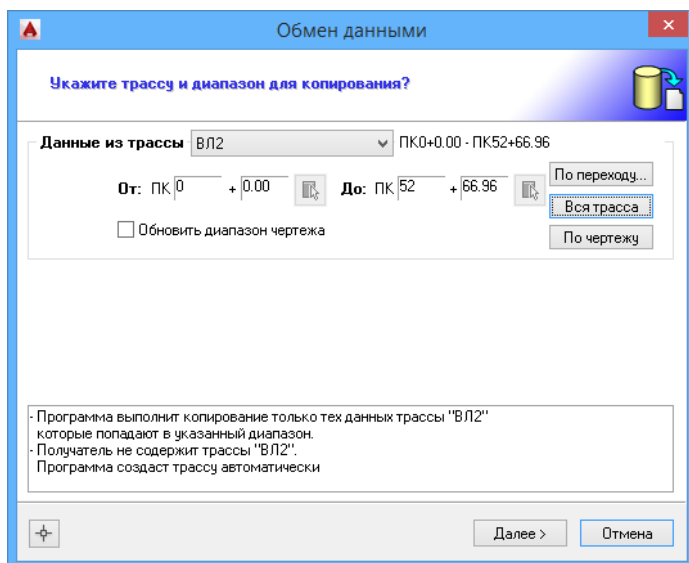 Обмен данными
Укажите трассу и диапазон для копирования?
Данные из трассы ВЛ2 ПК0+0.00 - ПК52+66.96
По переходу...
От: ПК 0 + 0.00 До: ПК 52 + 66.96
Вся трасса
Обновить диапазон чертежа
По чертежу
- Программа выполнит копирование только тех данных трассы "ВЛ2"
которые попадают в указанный диапазон.
- Получатель не содержит трассы "ВЛ2".
Программа создаст трассу автоматически
Далее > Отмена